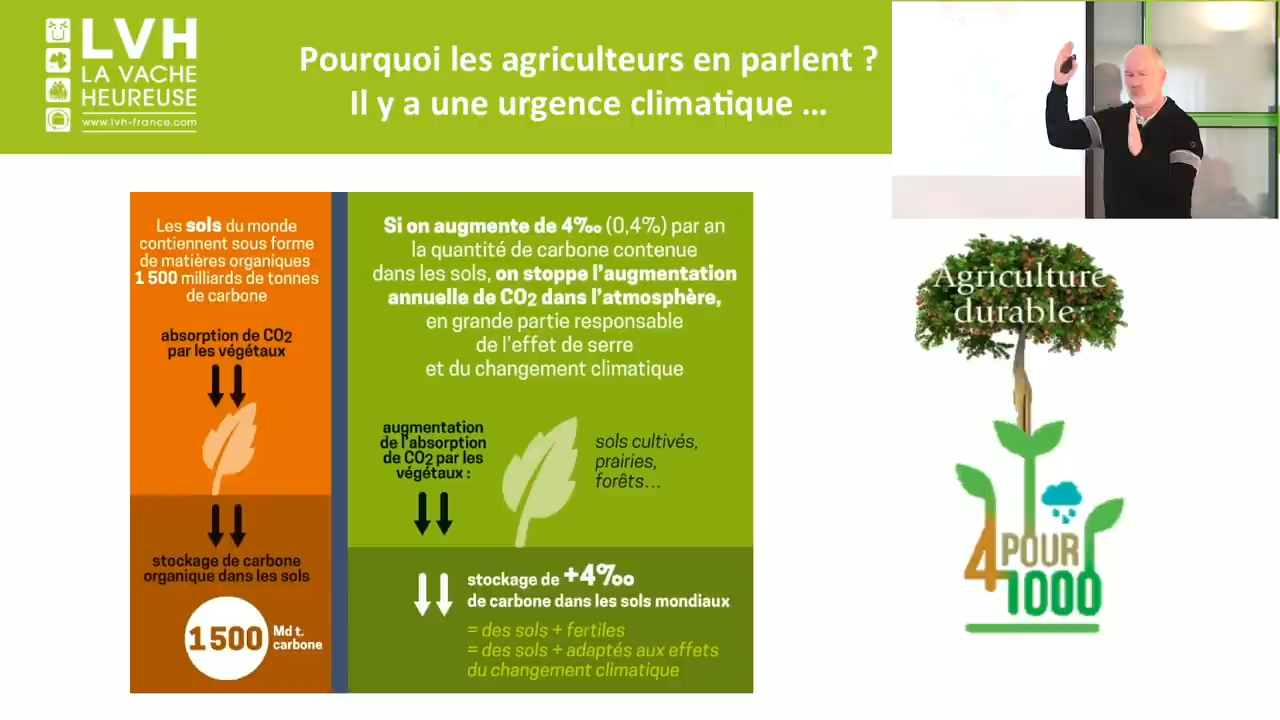 LVH
LA VACHE
HEUREUSE
www.lvh-france.com
Pourquoi les agriculteurs en parlent ?
Il y a une urgence climatique ...
Les sols du monde
contiennent sous forme
de matières organiques
1 500 milliards de tonnes
de carbone
absorption de CO2
par les végétaux
stockage de carbone
organique dans les sols
1500
Md t.
carbone
Si on augmente de 4‰ (0,4%) par an
la quantité de carbone contenue
dans les sols, on stoppe l'augmentation
annuelle de CO2 dans l'atmosphère,
en grande partie responsable
de l'effet de serre
et du changement climatique
augmentation
de l'absorption
de CO2 par les
végétaux :
sols cultivés,
prairies,
forêts...
stockage de +4‰
de carbone dans les sols mondiaux
= des sols + fertiles
= des sols + adaptés aux effets
du changement climatique
Agriculture
durable :
4 POUR
1000